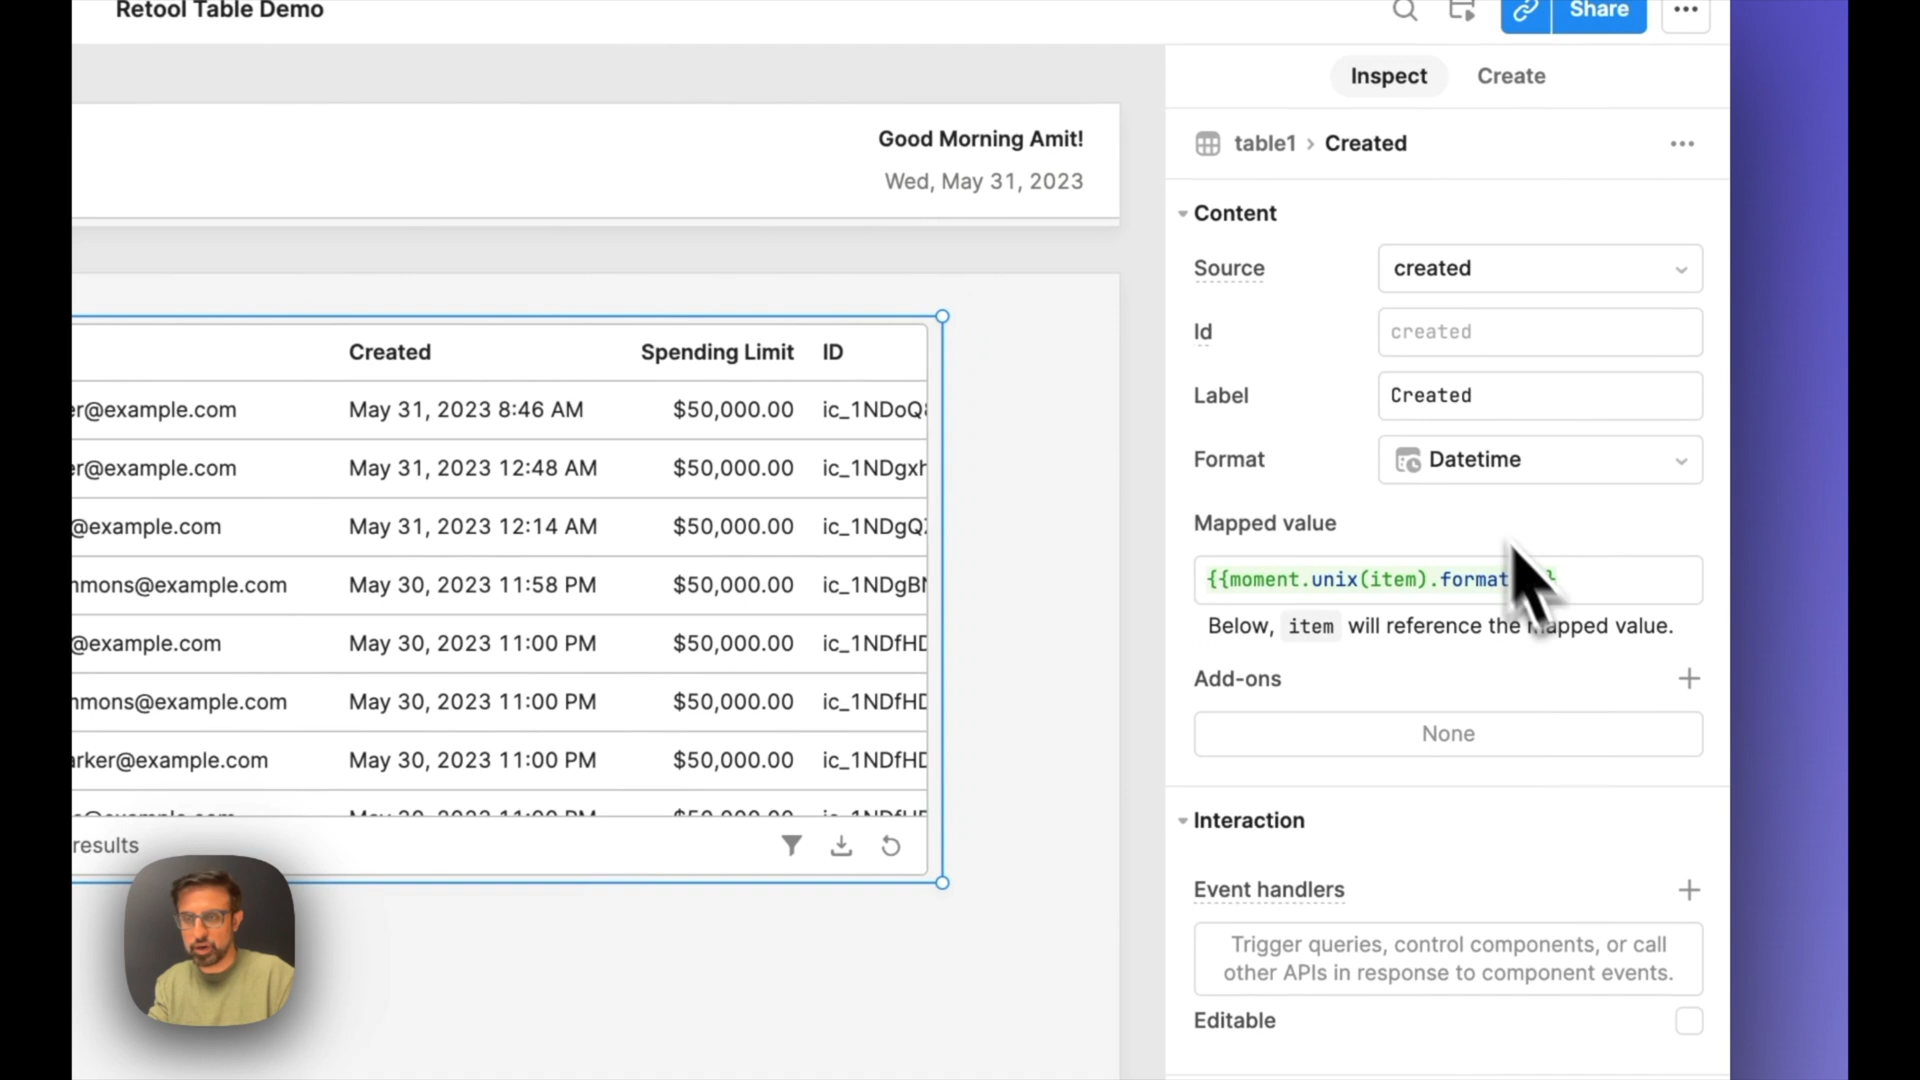 Retool Table Demo
Share
Inspect
Create
Good Morning Amit!
Wed, May 31, 2023
table1 › Created
Content
Source
created
Id
created
Label
Created
Format
Datetime
Mapped value
{{moment.unix(item).format
Below, item will reference the mapped value.
Add-ons
None
Interaction
Event handlers
Trigger queries, control components, or call
other APIs in response to component events.
Editable
Created Spending Limit ID
er@example.com May 31, 2023 8:46 AM $50,000.00 ic_1NDoQ
er@example.com May 31, 2023 12:48 AM $50,000.00 ic_1NDgxh
@example.com May 31, 2023 12:14 AM $50,000.00 ic_1NDgQ
mmons@example.com May 30, 2023 11:58 PM $50,000.00 ic_1NDgB
@example.com May 30, 2023 11:00 PM $50,000.00 ic_1NDfHD
mmons@example.com May 30, 2023 11:00 PM $50,000.00 ic_1NDfHD
arker@example.com May 30, 2023 11:00 PM $50,000.00 ic_1NDfHD
results